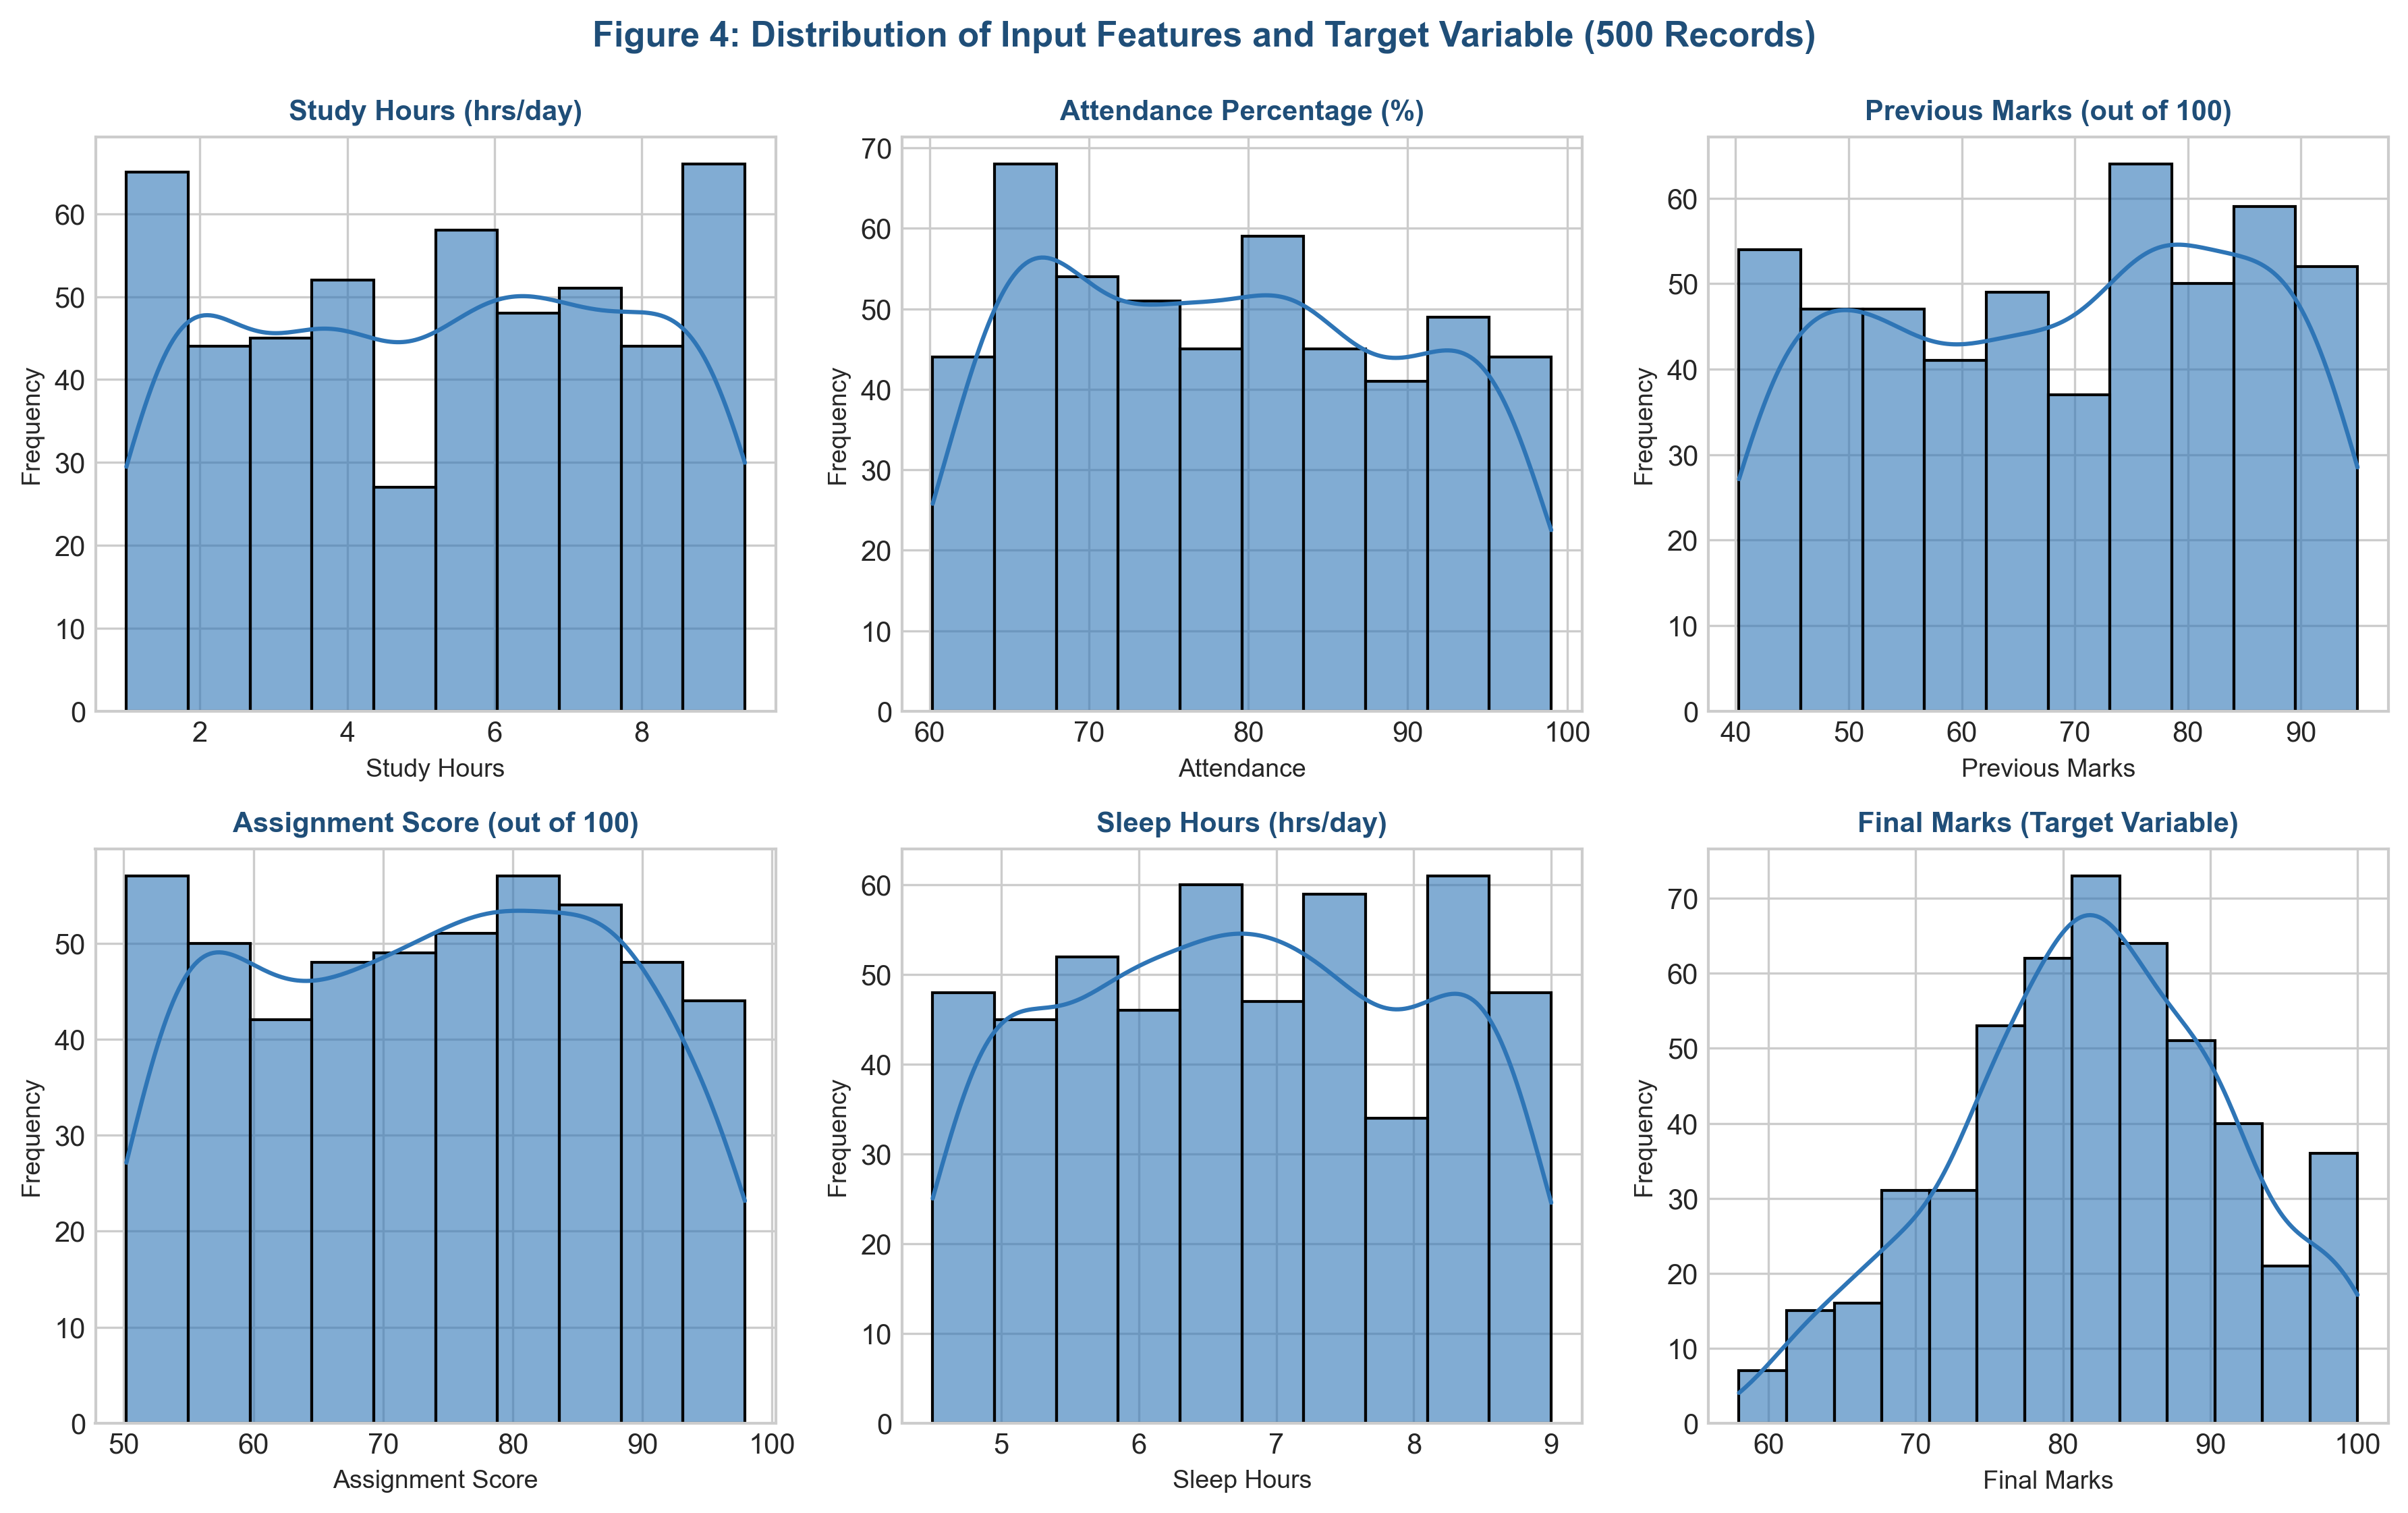 Figure 4: Distribution of Input Features and Target Variable (500 Records)
Study Hours (hrs/day)
Frequency
0
10
20
30
40
50
60
2 4 6 8
Study Hours
Attendance Percentage (%)
Frequency
70
60
50
40
30
20
10
0
60 70 80 90 100
Attendance
Previous Marks (out of 100)
Frequency
60
50
40
30
20
10
0
40 50 60 70 80 90
Previous Marks
Assignment Score (out of 100)
Frequency
50
40
30
20
10
0
50 60 70 80 90 100
Assignment Score
Sleep Hours (hrs/day)
Frequency
60
50
40
30
20
10
0
5 6 7 8 9
Sleep Hours
Final Marks (Target Variable)
Frequency
70
60
50
40
30
20
10
0
60 70 80 90 100
Final Marks